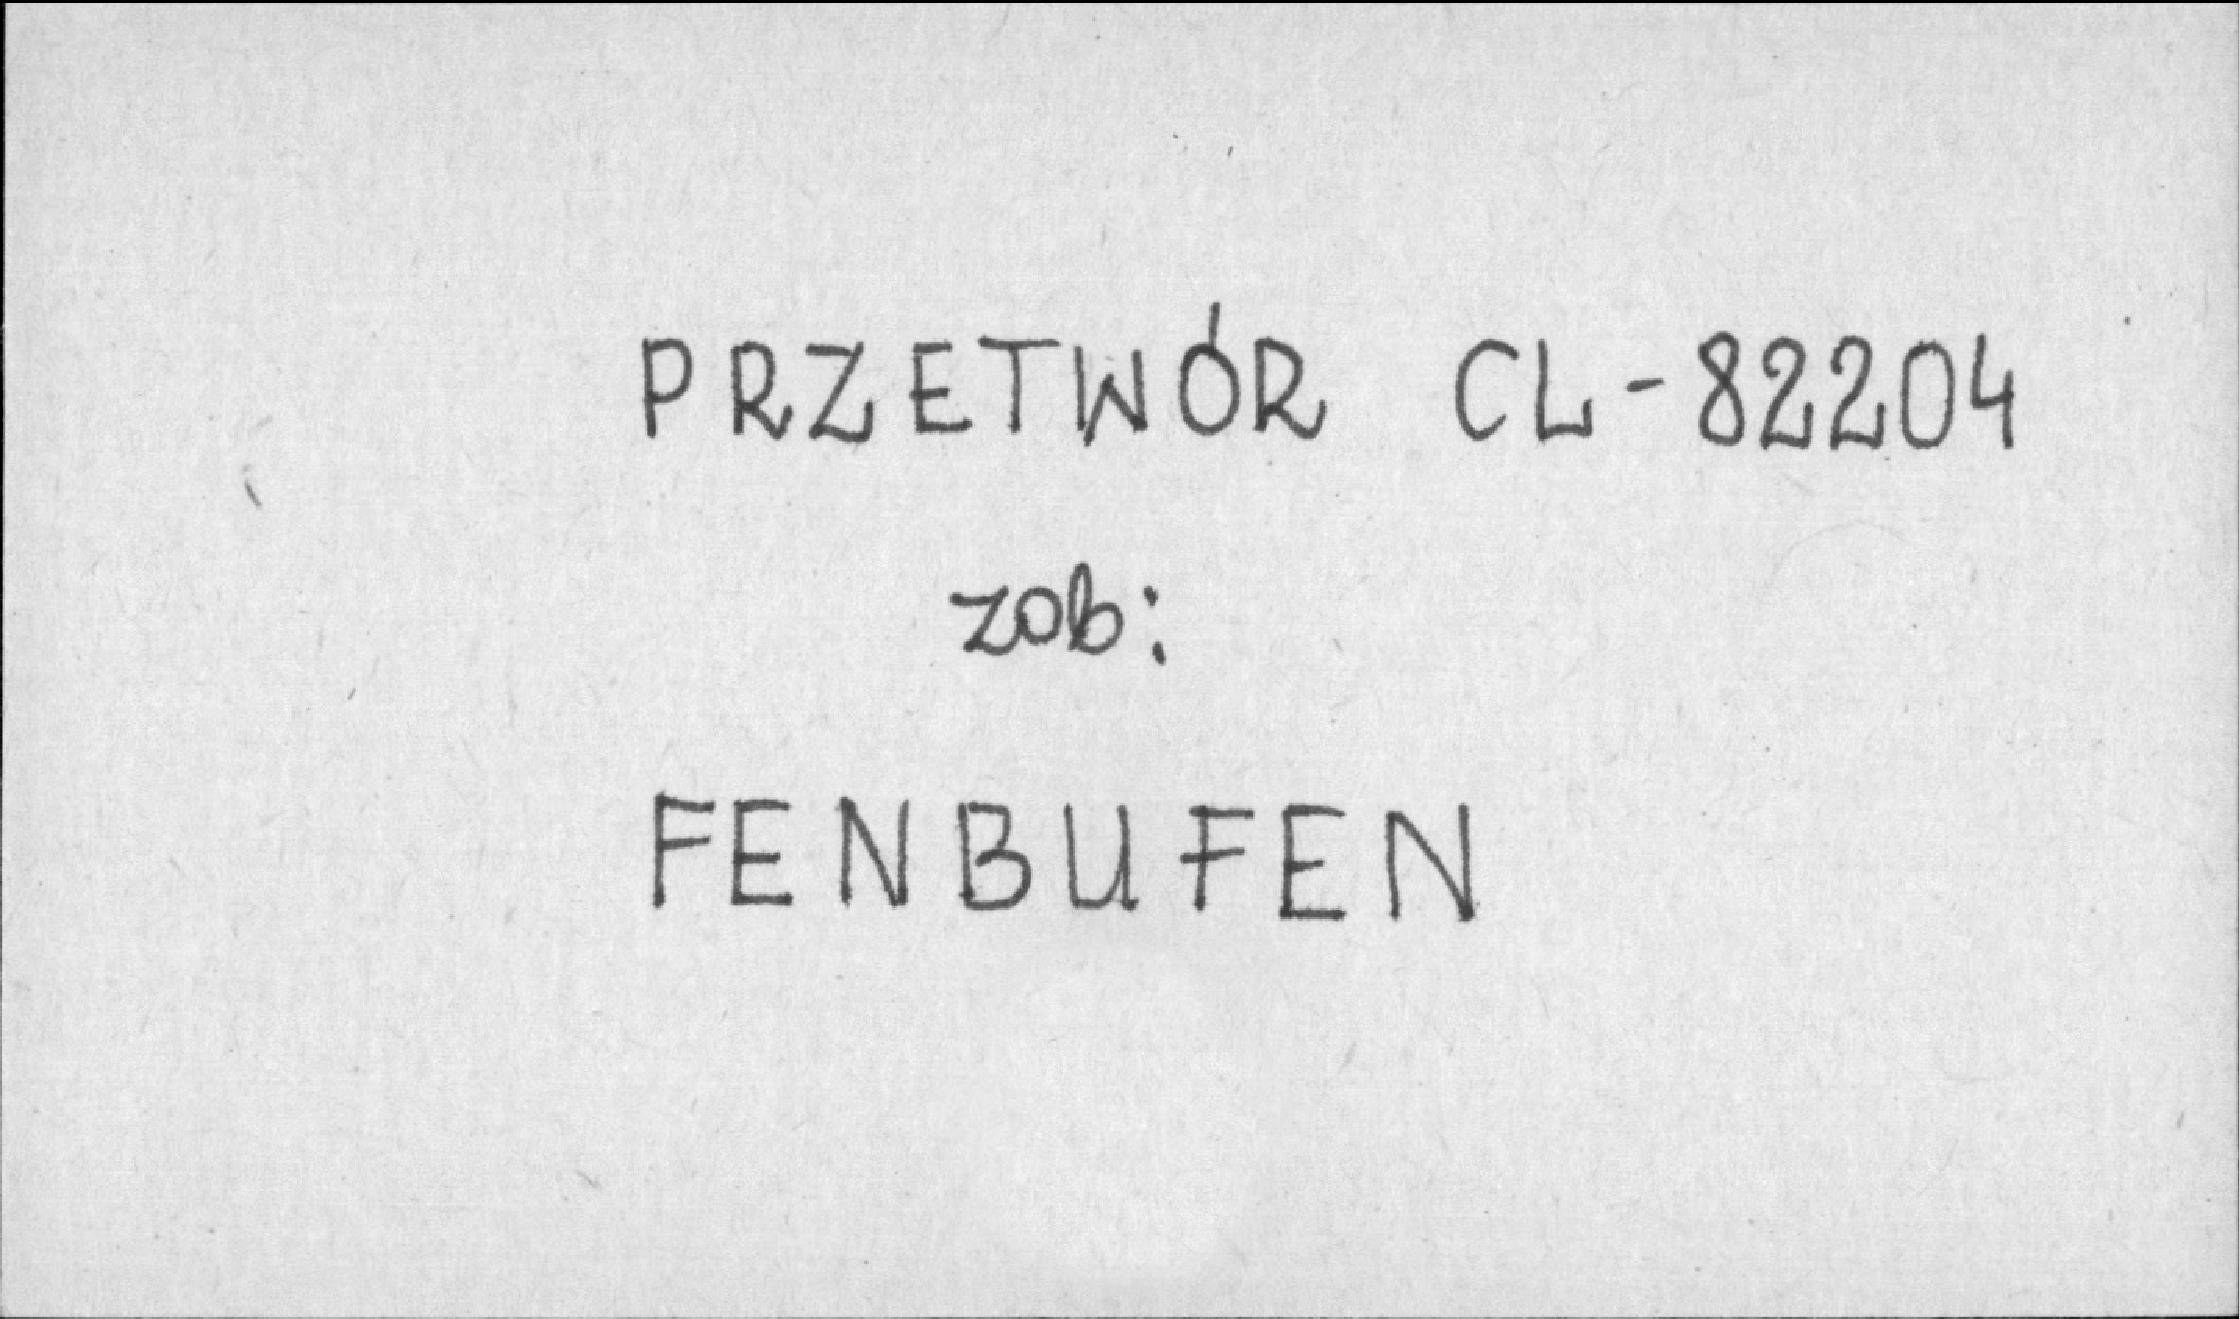 PRZETWÓR CL-82204
zob:
FENBUFEN